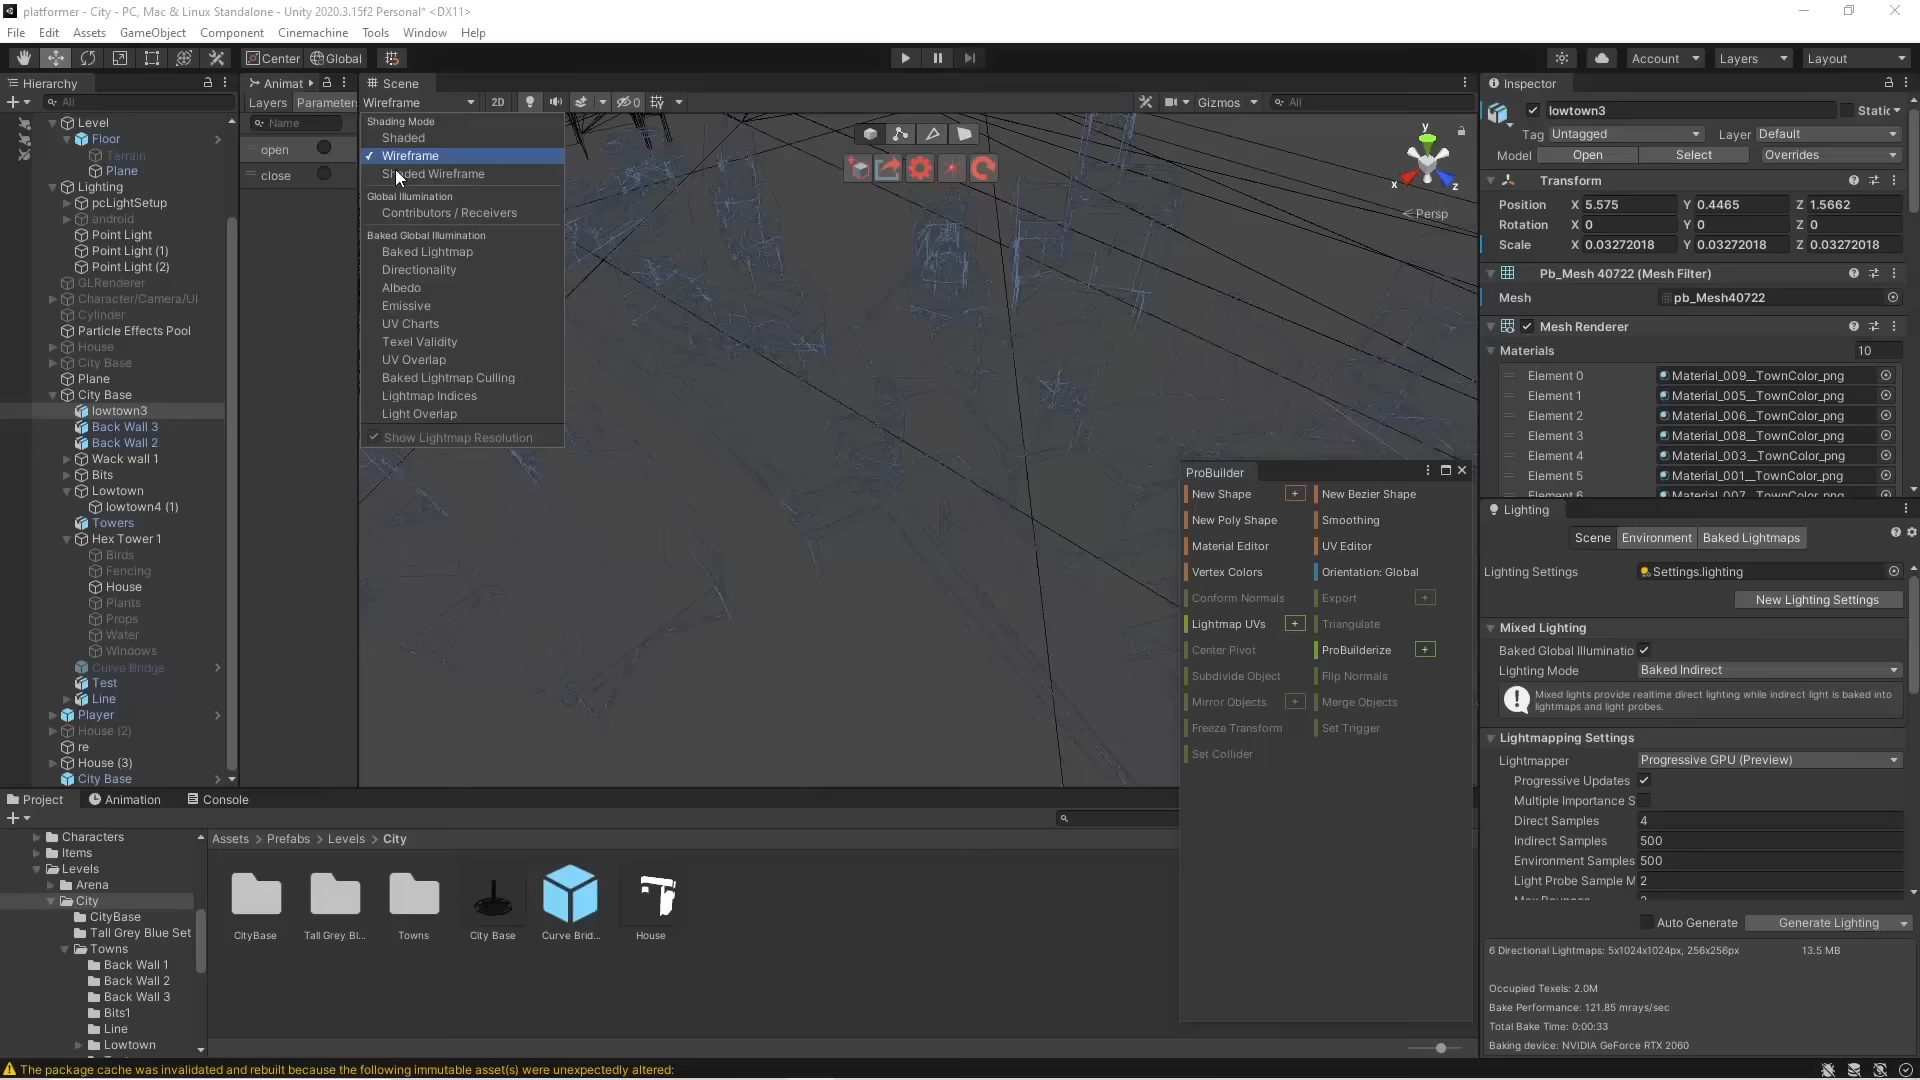 platformer - City - PC, Mac & Linux Standalone - Unity 2020.3.15f2 Personal* <DX11>
File Edit Assets GameObject Component Cinemachine Tools Window Help
Center Global Account Layers Layout
Hierarchy
All
Level
Floor
Terrain
Plane
Lighting
pcLightSetup
android
Point Light
Point Light (1)
Point Light (2)
GLRenderer
Character/Camera/UI
Cylinder
Particle Effects Pool
House
City Base
Plane
City Base
lowtown3
Back Wall 3
Back Wall 2
Wack wall 1
Bits
Lowtown
lowtown4 (1)
Towers
Hex Tower 1
Birds
Fencing
House
Plants
Props
Water
Windows
Curve Bridge
Test
Line
Player
House (2)
re
House (3)
City Base
Animat
Layers Parameter
Name
open
close
Scene
Wireframe 2D 0 Gizmos All
Shading Mode
Shaded
✓ Wireframe
Shaded Wireframe
Global Illumination
Contributors / Receivers
Baked Global Illumination
Baked Lightmap
Directionality
Albedo
Emissive
UV Charts
Texel Validity
UV Overlap
Baked Lightmap Culling
Lightmap Indices
Light Overlap
✓ Show Lightmap Resolution
y
x z
< Persp
ProBuilder
New Shape + New Bezier Shape
New Poly Shape Smoothing
Material Editor UV Editor
Vertex Colors Orientation: Global
Conform Normals Export +
Lightmap UVs + Triangulate
Center Pivot ProBuilderize +
Subdivide Object Flip Normals
Mirror Objects + Merge Objects
Freeze Transform Set Trigger
Set Collider
Inspector
lowtown3 Static
Tag Untagged Layer Default
Model Open Select Overrides
Transform
Position X 5.575 Y 0.4465 Z 1.5662
Rotation X 0 Y 0 Z 0
Scale X 0.03272018 Y 0.03272018 Z 0.03272018
Pb_Mesh 40722 (Mesh Filter)
Mesh pb_Mesh40722
Mesh Renderer
Materials 10
Element 0 Material_009__TownColor_png
Element 1 Material_005__TownColor_png
Element 2 Material_006__TownColor_png
Element 3 Material_008__TownColor_png
Element 4 Material_003__TownColor_png
Element 5 Material_001__TownColor_png
Element 6 Material_007__TownColor_png
Lighting
Scene Environment Baked Lightmaps
Lighting Settings Settings.lighting
New Lighting Settings
Mixed Lighting
Baked Global Illuminatio
Lighting Mode Baked Indirect
Mixed lights provide realtime direct lighting while indirect light is baked into
lightmaps and light probes.
Lightmapping Settings
Lightmapper Progressive GPU (Preview)
Progressive Updates
Multiple Importance S
Direct Samples 4
Indirect Samples 500
Environment Samples 500
Light Probe Sample M 2
Auto Generate Generate Lighting
6 Directional Lightmaps: 5x1024x1024px, 256x256px 13.5 MB
Occupied Texels: 2.0M
Bake Performance: 121.85 mrays/sec
Total Bake Time: 0:00:33
Baking device: NVIDIA GeForce RTX 2060
Project Animation Console
Characters
Items
Levels
Arena
City
CityBase
Tall Grey Blue Set
Towns
Back Wall 1
Back Wall 2
Back Wall 3
Bits1
Line
Lowtown
Assets > Prefabs > Levels > City
CityBase Tall Grey Bl... Towns City Base Curve Brid... House
The package cache was invalidated and rebuilt because the following immutable asset(s) were unexpectedly altered: